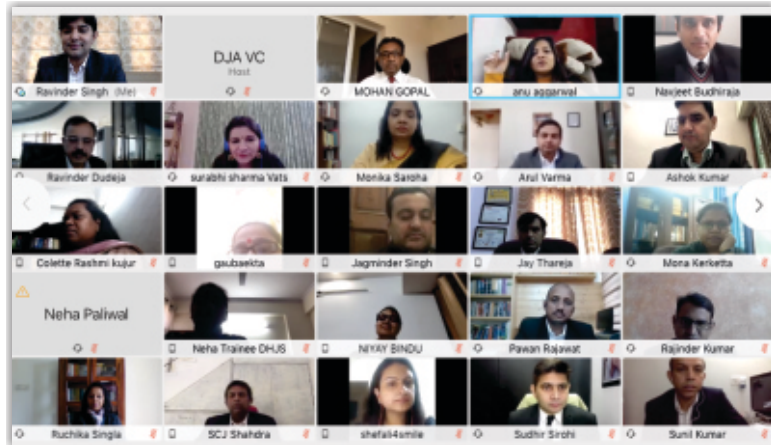 Ravinder Singh (Me)
DJA VC
Host
MOHAN GOPAL
anu aggarwal
Navjeet Budhiraja
Ravinder Dudeja
surabhi sharma Vats
Monika Saroha
Arul Varma
Ashok Kumar
Colette Rashmi kujur
gaubaekta
Jagminder Singh
Jay Thareja
Mona Kerketta
Neha Paliwal
Neha Trainee DHJS
NIYAY BINDU
Pawan Rajawat
Rajinder Kumar
Ruchika Singla
SCJ Shahdra
shefali4smile
Sudhir Sirohi
Sunil Kumar